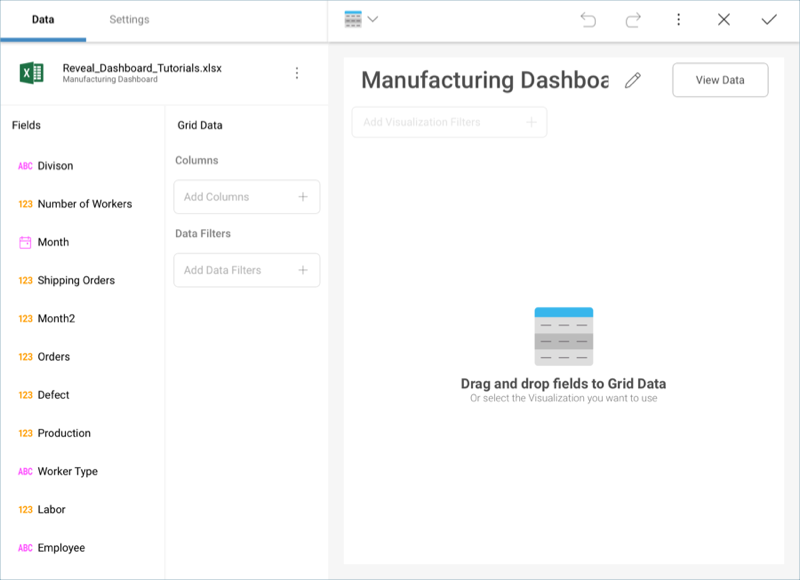 Data
Settings
Reveal_Dashboard_Tutorials.xlsx
Manufacturing Dashboard
Fields
ABC Divison
123 Number of Workers
Month
123 Shipping Orders
123 Month2
123 Orders
123 Defect
123 Production
ABC Worker Type
123 Labor
ABC Employee
Grid Data
Columns
Add Columns +
Data Filters
Add Data Filters +
Manufacturing Dashboa
View Data
Add Visualization Filters +
Drag and drop fields to Grid Data
Or select the Visualization you want to use